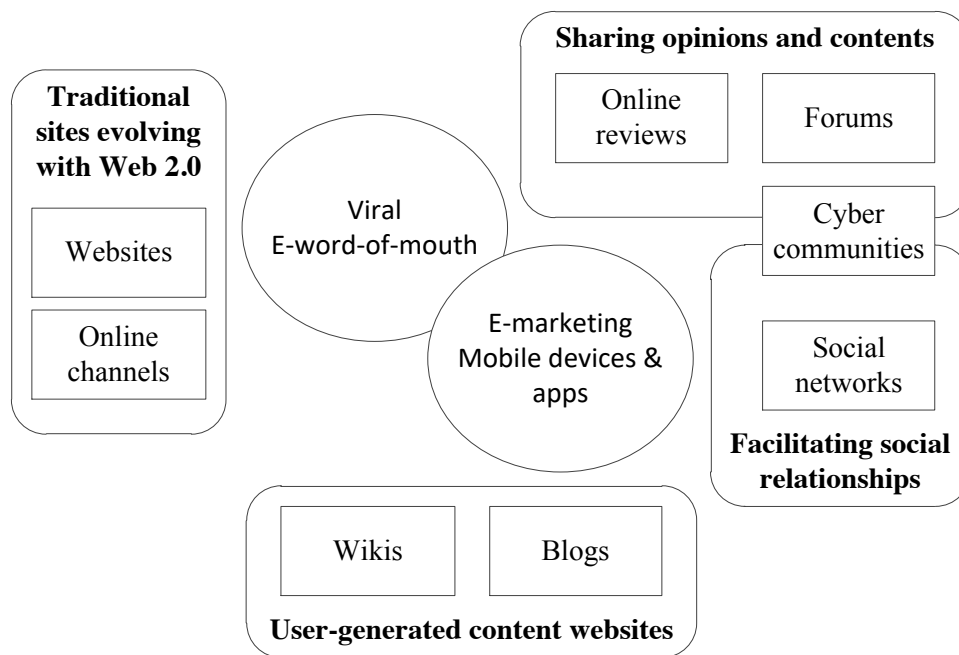 Sharing opinions and contents
Online
reviews
Forums
Traditional
sites evolving
with Web 2.0
Websites
Online
channels
Viral
E-word-of-mouth
E-marketing
Mobile devices &
apps
Cyber
communities
Social
networks
Facilitating social
relationships
Wikis
Blogs
User-generated content websites